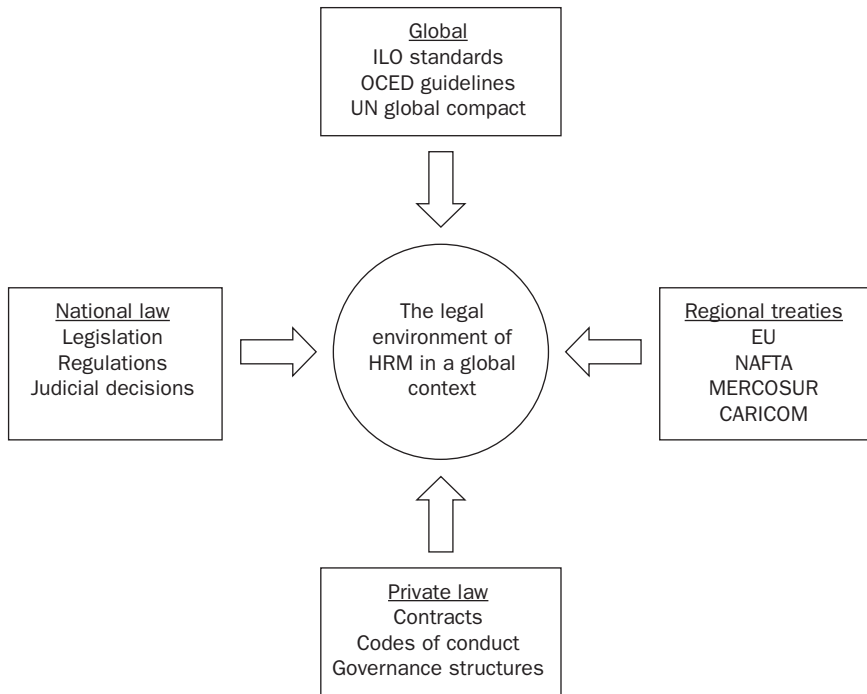 Global
ILO standards
OCED guidelines
UN global compact
National law
Legislation
Regulations
Judicial decisions
The legal
environment of
HRM in a global
context
Regional treaties
EU
NAFTA
MERCOSUR
CARICOM
Private law
Contracts
Codes of conduct
Governance structures